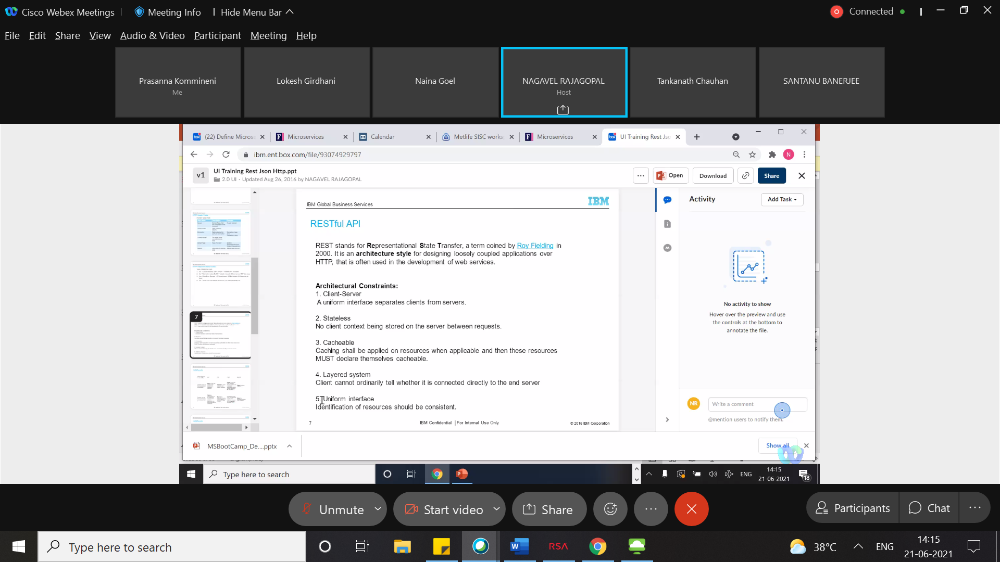 Cisco Webex Meetings
Meeting Info
Hide Menu Bar
Connected
File Edit Share View Audio & Video Participant Meeting Help
Prasanna Kommineni
Me
Lokesh Girdhani
Naina Goel
NAGAVEL RAJAGOPAL
Host
Tankanath Chauhan
SANTANU BANERJEE
(22) Define Micros
Microservices
Calendar
Metlife SISC works
Microservices
UI Training Rest Jso
ibm.ent.box.com/file/93074929797
N
v1
UI Training Rest Json Http.ppt
2.0 UI · Updated Aug 26, 2016 by NAGAVEL RAJAGOPAL
Open
Download
Share
IBM Global Business Services
IBM
RESTful API
REST stands for Representational State Transfer, a term coined by Roy Fielding in
2000. It is an architecture style for designing loosely coupled applications over
HTTP, that is often used in the development of web services.
Architectural Constraints:
1. Client-Server
A uniform interface separates clients from servers.
2. Stateless
No client context being stored on the server between requests.
3. Cacheable
Caching shall be applied on resources when applicable and then these resources
MUST declare themselves cacheable.
4. Layered system
Client cannot ordinarily tell whether it is connected directly to the end server
5. Uniform interface
Identification of resources should be consistent.
7
IBM Confidential | For Internal Use Only
© 2016 IBM Corporation
7
Activity
Add Task
No activity to show
Hover over the preview and use
the controls at the bottom to
annotate the file.
NR
Write a comment
@mention users to notify them.
MSBootCamp_De....pptx
Show all
Type here to search
ENG
14:15
21-06-2021
18
Unmute
Start video
Share
Participants
Chat
Type here to search
RSA
38°C
ENG
14:15
21-06-2021